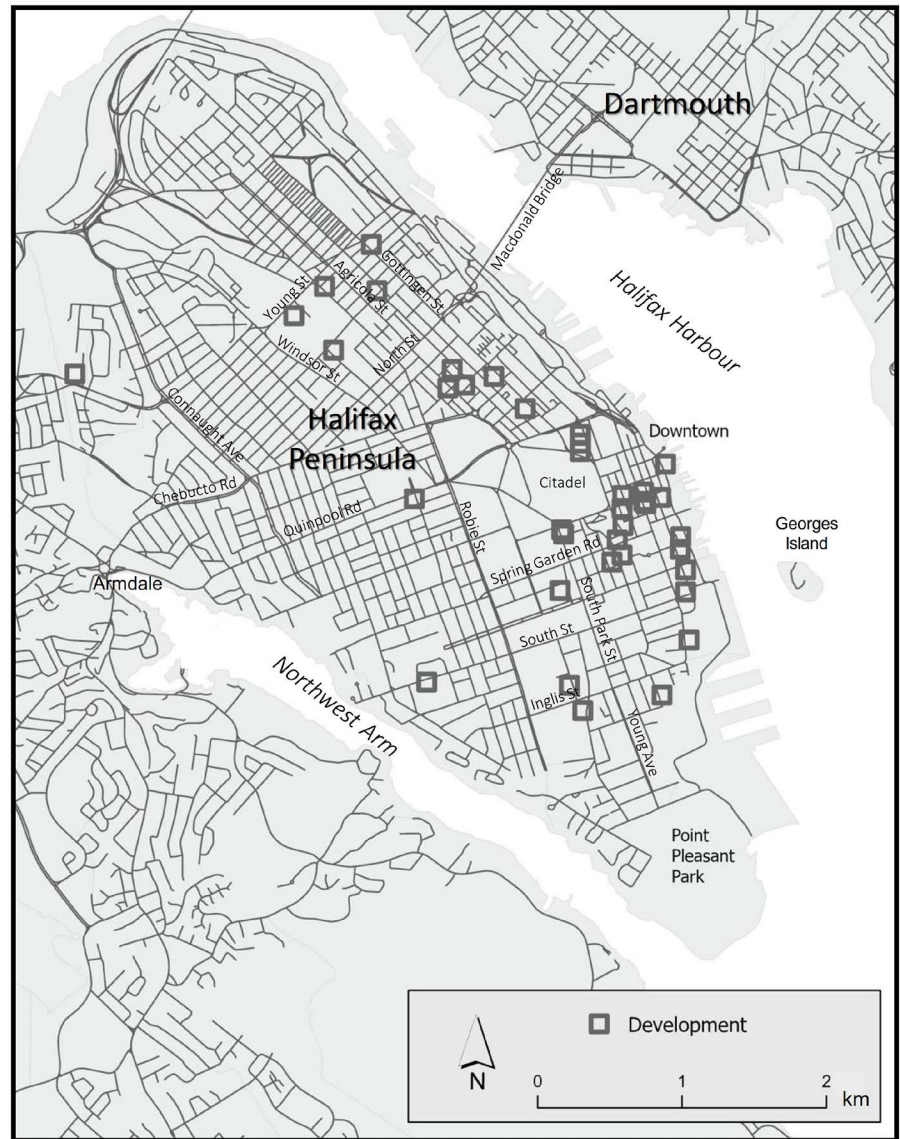 Dartmouth
Macdonald Bridge
Halifax Harbour
Gottingen St
Agricola St
Young St
North St
Windsor St
Connaught Ave
Halifax
Peninsula
Downtown
Citadel
Chebucto Rd
Quinpool Rd
Robie St
Georges
Island
Spring Garden Rd
Armdale
South Park St
South St
Northwest Arm
Inglis St
Young Ave
Point
Pleasant
Park
Development
N
0 1 2
km